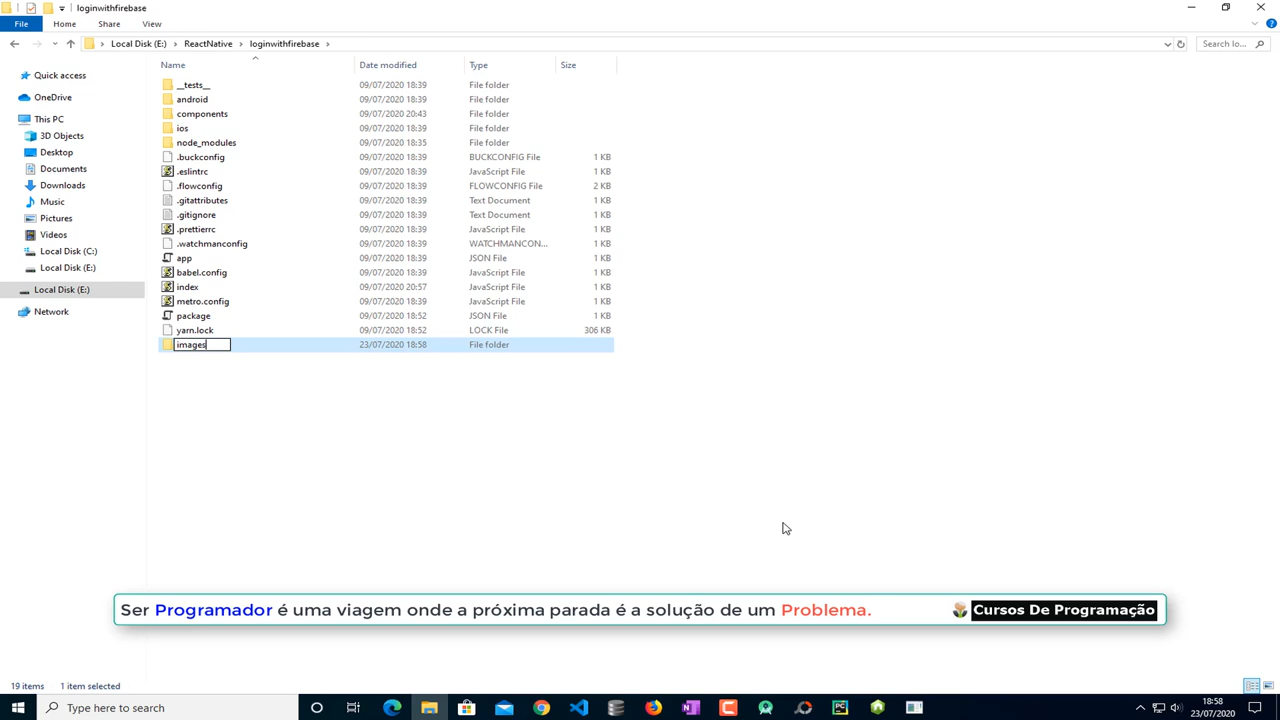 loginwithfirebase
File Home Share View
Local Disk (E:) ReactNative loginwithfirebase Search lo...
Name Date modified Type Size
Quick access
OneDrive
This PC
3D Objects
Desktop
Documents
Downloads
Music
Pictures
Videos
Local Disk (C:)
Local Disk (E:)
Local Disk (E:)
Network
__tests__ 09/07/2020 18:39 File folder
android 09/07/2020 18:39 File folder
components 09/07/2020 20:43 File folder
ios 09/07/2020 18:39 File folder
node_modules 09/07/2020 18:35 File folder
.buckconfig 09/07/2020 18:39 BUCKCONFIG File 1 KB
.eslintrc 09/07/2020 18:39 JavaScript File 1 KB
.flowconfig 09/07/2020 18:39 FLOWCONFIG File 2 KB
.gitattributes 09/07/2020 18:39 Text Document 1 KB
.gitignore 09/07/2020 18:39 Text Document 1 KB
.prettierrc 09/07/2020 18:39 JavaScript File 1 KB
.watchmanconfig 09/07/2020 18:39 WATCHMANCON... 1 KB
app 09/07/2020 18:39 JSON File 1 KB
babel.config 09/07/2020 18:39 JavaScript File 1 KB
index 09/07/2020 20:57 JavaScript File 1 KB
metro.config 09/07/2020 18:39 JavaScript File 1 KB
package 09/07/2020 18:52 JSON File 1 KB
yarn.lock 09/07/2020 18:52 LOCK File 306 KB
images 23/07/2020 18:58 File folder
Ser Programador é uma viagem onde a próxima parada é a solução de um Problema. Cursos De Programação
19 items 1 item selected
Type here to search
18:58
23/07/2020